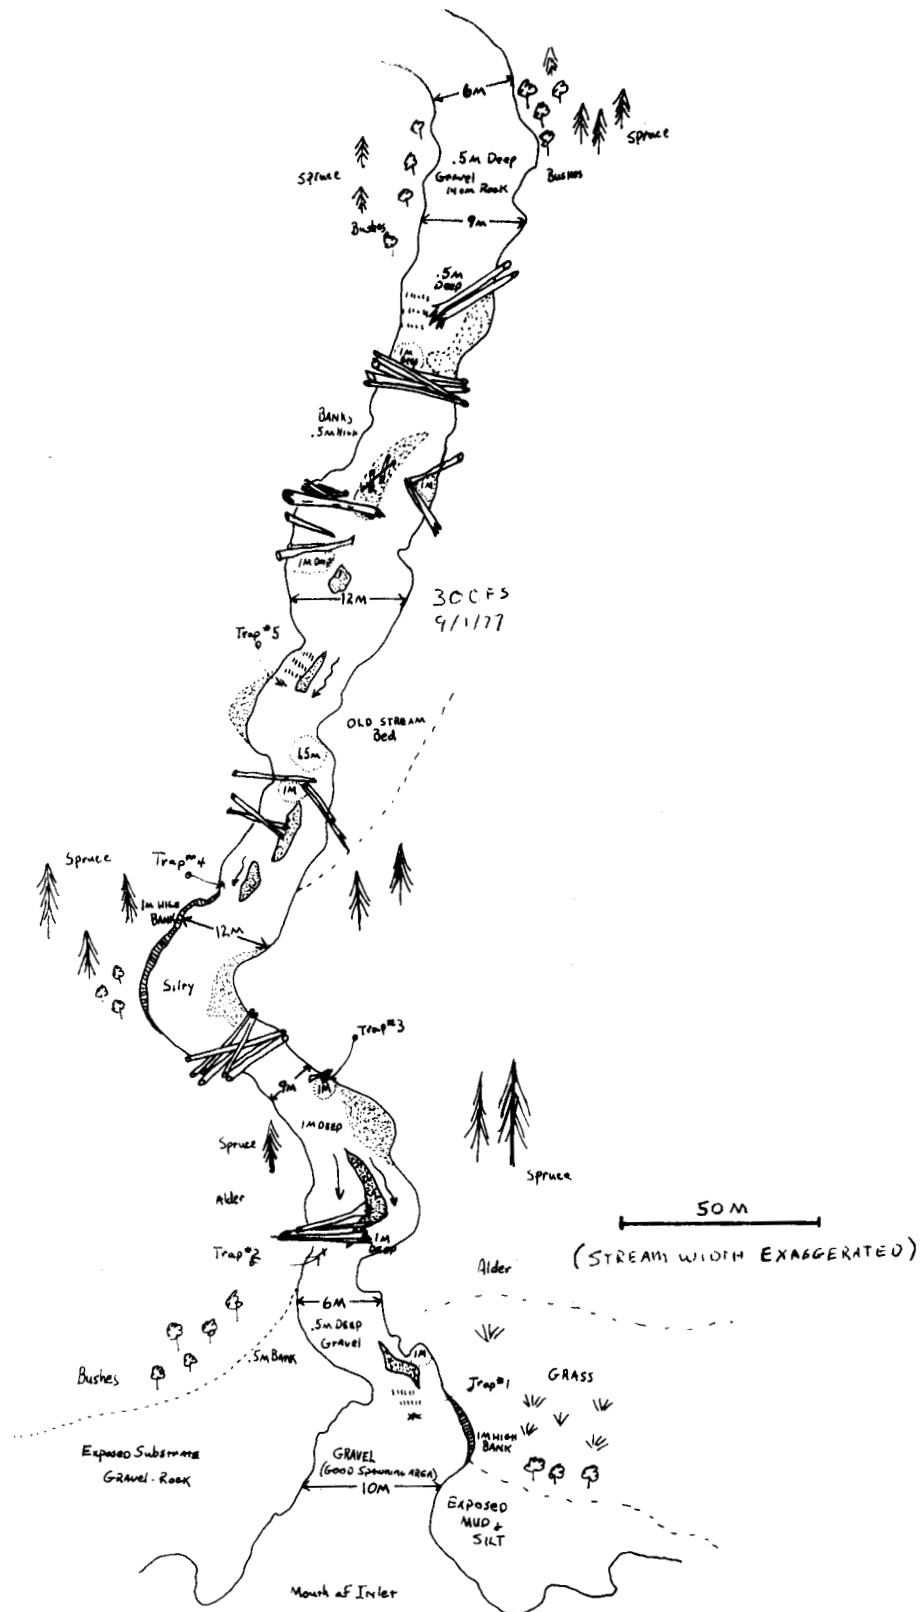 6M
Spruce
.5M Deep
Gravel
Rock
Spruce
Bushes
9M
Bushes
.5M
Deep
1M
Deep
BANKS
.5M HIGH
1M
1M Deep
12M
30 CFS
9/1/77
Trap #5
OLD STREAM
Bed
1M
Spruce
Trap #4
1M HIGH
BANK
12M
Silty
Trap #3
9M
1M
1M DEEP
Spruce
Spruce
Alder
50 M
(STREAM WIDTH EXAGGERATED)
1M
DEEP
Trap #2
Alder
6M
.5M DEEP
Gravel
.5M BANK
1M
Bushes
Trap #1
GRASS
1M HIGH
BANK
EXPOSED SUBSTRATE
GRAVEL-ROCK
GRAVEL
(GOOD SPAWNING AREA)
10M
EXPOSED
MUD &
SILT
Mouth of Inlet